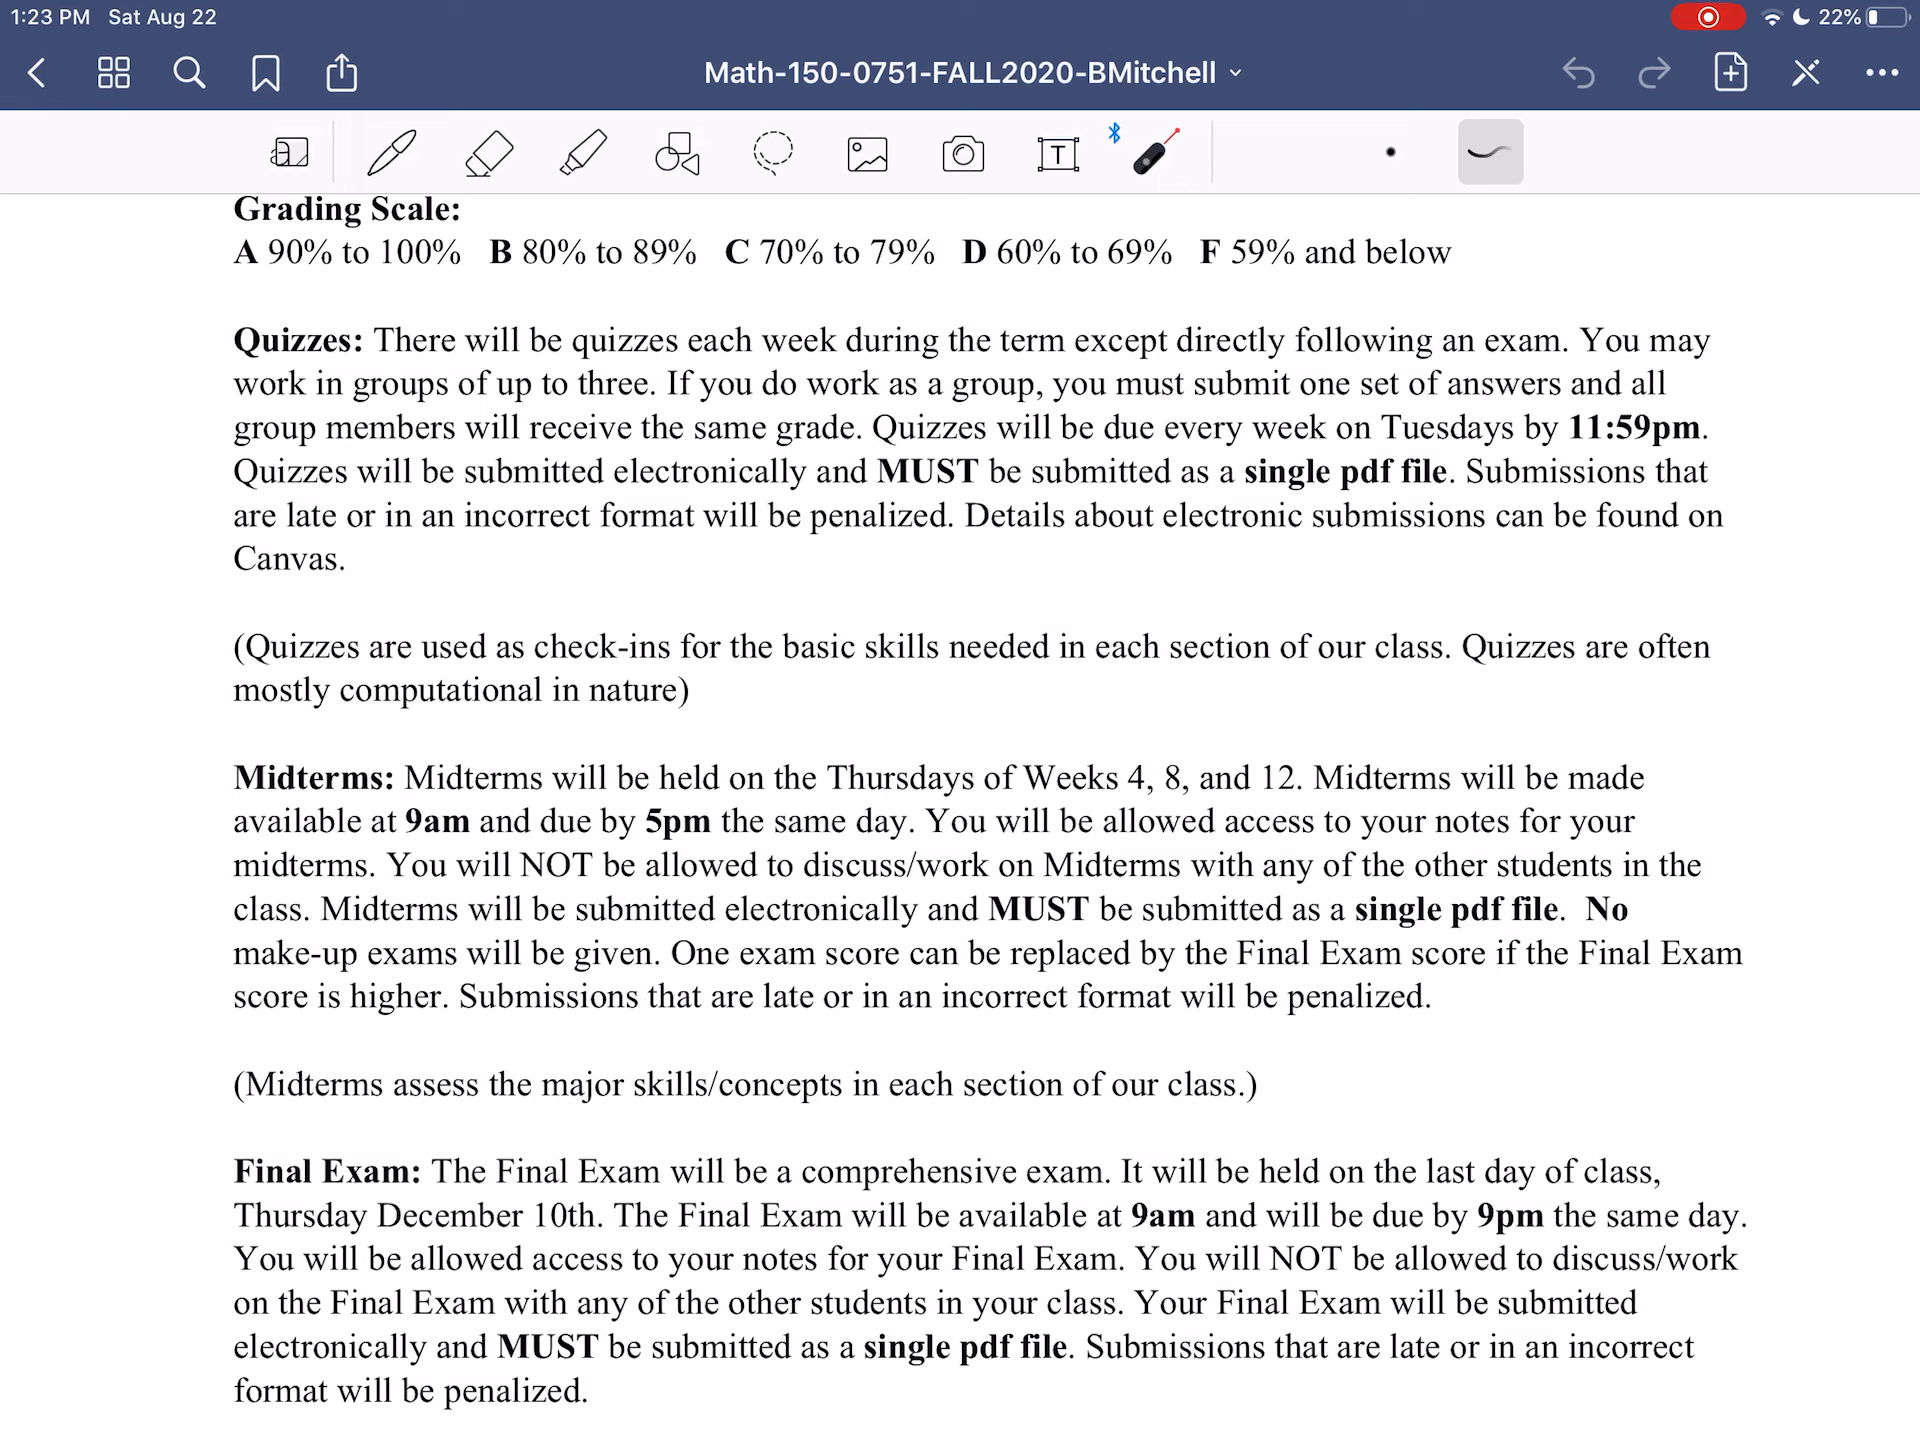 1:23 PM Sat Aug 22
22%
Math-150-0751-FALL2020-BMitchell
Grading Scale:
A 90% to 100% B 80% to 89% C 70% to 79% D 60% to 69% F 59% and below
Quizzes: There will be quizzes each week during the term except directly following an exam. You may
work in groups of up to three. If you do work as a group, you must submit one set of answers and all
group members will receive the same grade. Quizzes will be due every week on Tuesdays by 11:59pm.
Quizzes will be submitted electronically and MUST be submitted as a single pdf file. Submissions that
are late or in an incorrect format will be penalized. Details about electronic submissions can be found on
Canvas.
(Quizzes are used as check-ins for the basic skills needed in each section of our class. Quizzes are often
mostly computational in nature)
Midterms: Midterms will be held on the Thursdays of Weeks 4, 8, and 12. Midterms will be made
available at 9am and due by 5pm the same day. You will be allowed access to your notes for your
midterms. You will NOT be allowed to discuss/work on Midterms with any of the other students in the
class. Midterms will be submitted electronically and MUST be submitted as a single pdf file. No
make-up exams will be given. One exam score can be replaced by the Final Exam score if the Final Exam
score is higher. Submissions that are late or in an incorrect format will be penalized.
(Midterms assess the major skills/concepts in each section of our class.)
Final Exam: The Final Exam will be a comprehensive exam. It will be held on the last day of class,
Thursday December 10th. The Final Exam will be available at 9am and will be due by 9pm the same day.
You will be allowed access to your notes for your Final Exam. You will NOT be allowed to discuss/work
on the Final Exam with any of the other students in your class. Your Final Exam will be submitted
electronically and MUST be submitted as a single pdf file. Submissions that are late or in an incorrect
format will be penalized.